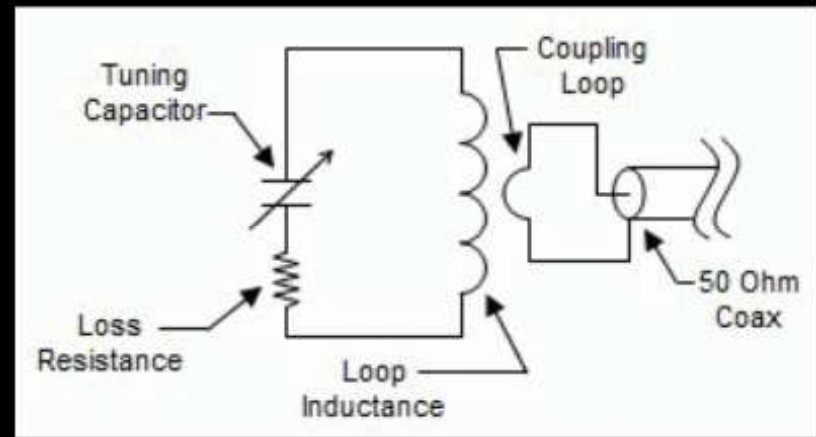 Tuning
Capacitor
Coupling
Loop
50 Ohm
Coax
Loss
Resistance
Loop
Inductance